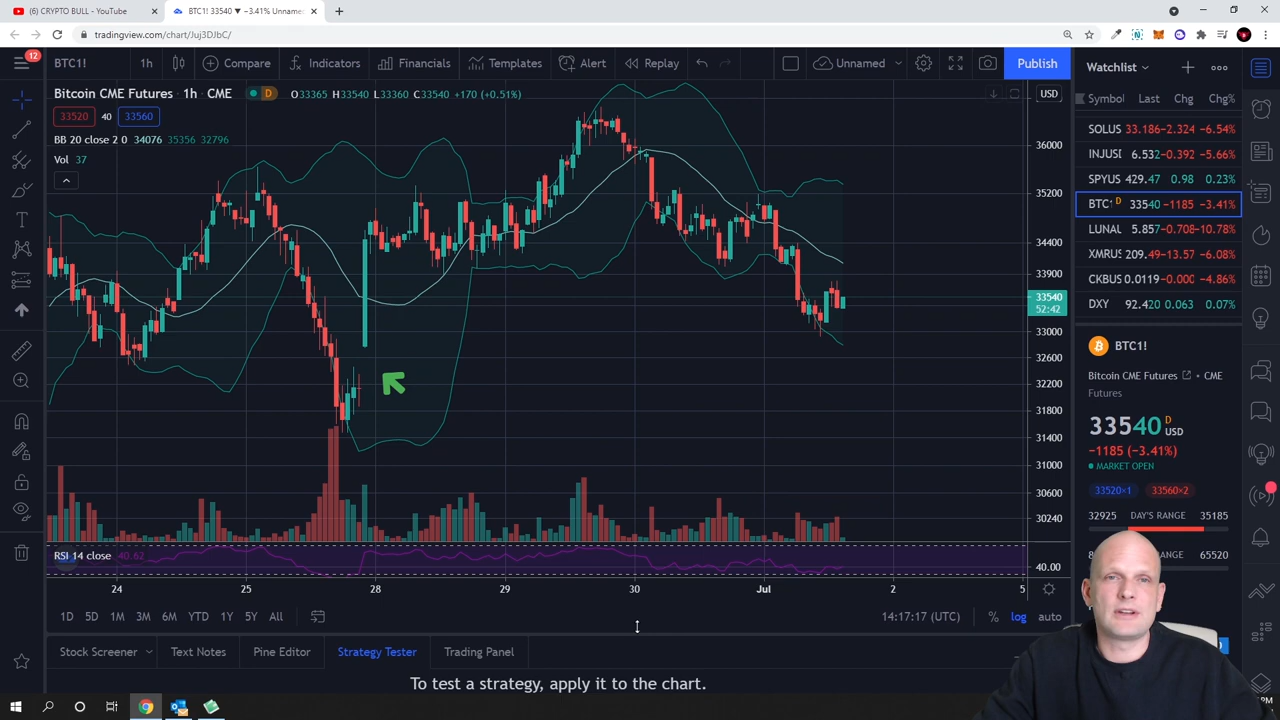 (6) CRYPTO BULL - YouTube
BTC1! 33540 ▼ −3.41% Unnamed
tradingview.com/chart/Juj3DJbC/
12
BTC1!
1h
Compare
Indicators
Financials
Templates
Alert
Replay
Unnamed
Publish
Bitcoin CME Futures • 1h • CME
D
O33365 H33540 L33360 C33540 +170 (+0.51%)
33520 40 33560
BB 20 close 2 0 34076 35356 32796
Vol 37
USD
36000
35200
34400
33900
33540
52:42
33000
32600
32200
31800
31400
31000
30600
30240
RSI 14 close 40.62
40.00
24 25 28 29 30 Jul 2 5
1D 5D 1M 3M 6M YTD 1Y 5Y All
14:17:17 (UTC)
% log auto
Stock Screener
Text Notes
Pine Editor
Strategy Tester
Trading Panel
To test a strategy, apply it to the chart.
Watchlist
Symbol Last Chg Chg%
SOLUS 33.186 −2.324 −6.54%
INJUSI 6.532 −0.392 −5.66%
SPYUS 429.47 0.98 0.23%
BTC' D 33540 −1185 −3.41%
LUNAL 5.857 −0.708 −10.78%
XMRUS 209.49 −13.57 −6.08%
CKBUS 0.0119 −0.000 −4.86%
DXY 92.420 0.063 0.07%
BTC1!
Bitcoin CME Futures • CME
Futures
33540 D
USD
−1185 (−3.41%)
MARKET OPEN
33520×1 33560×2
32925 DAY'S RANGE 35185
RANGE 65520